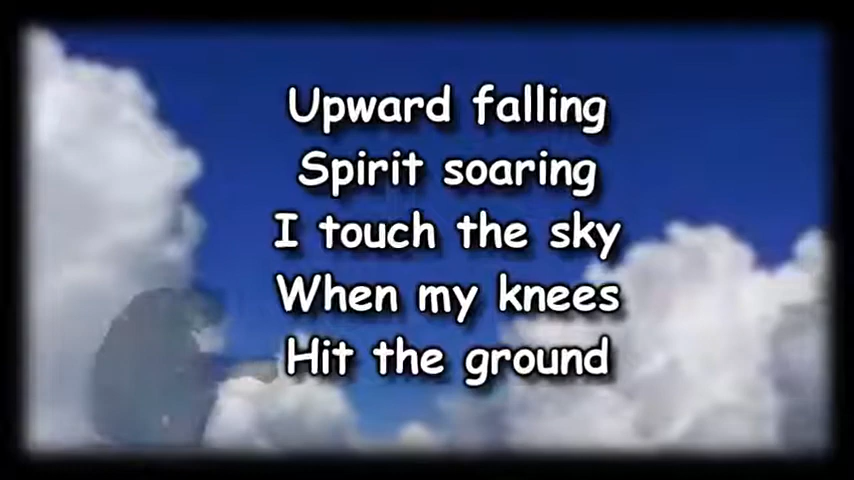 Upward falling
Spirit soaring
I touch the sky
When my knees
Hit the ground